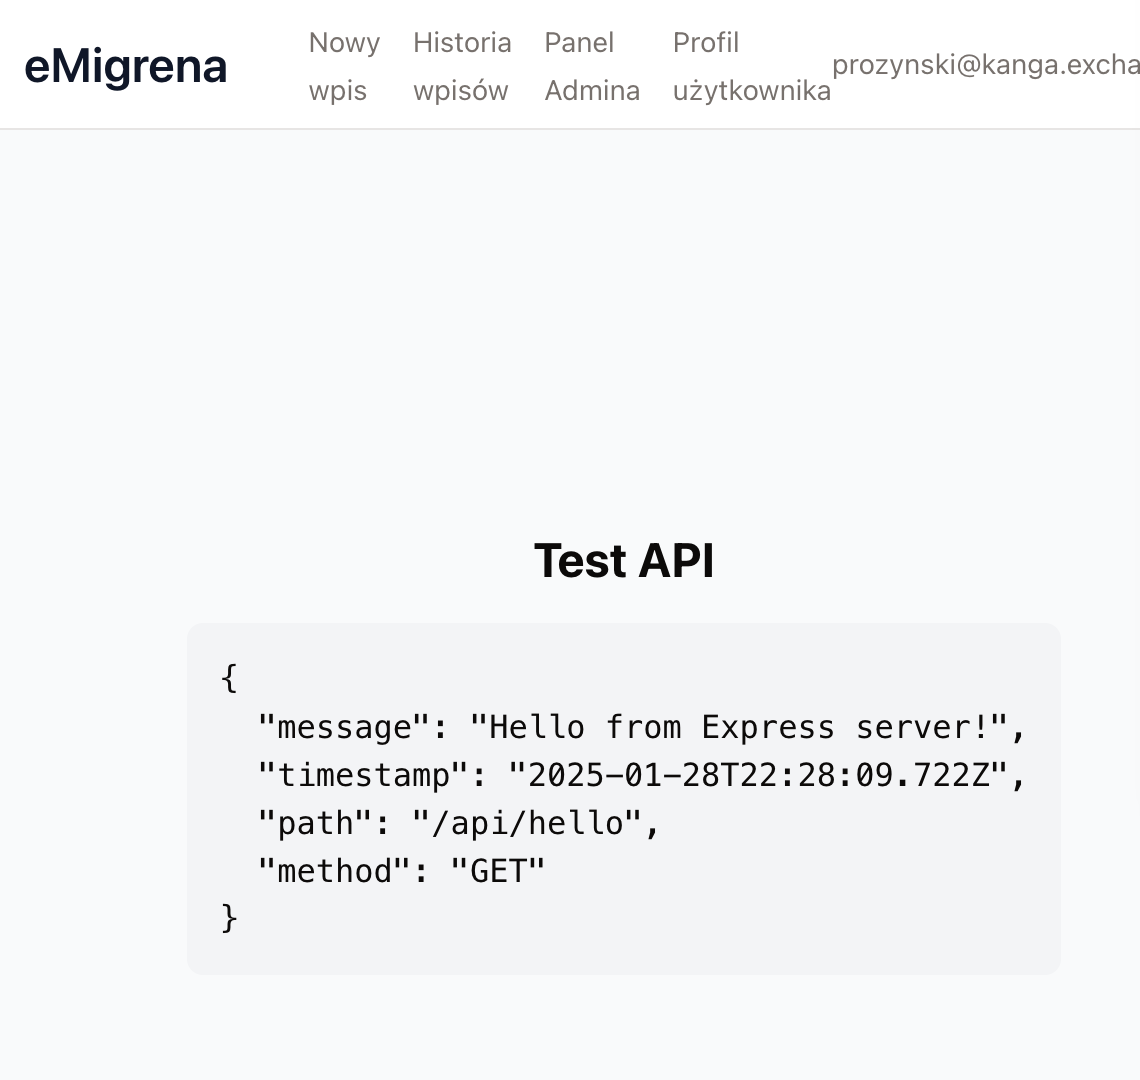 eMigrena
Nowy wpis
Historia wpisów
Panel Admina
Profil użytkownika
prozynski@kanga.excha
Test API
{
  "message": "Hello from Express server!",
  "timestamp": "2025-01-28T22:28:09.722Z",
  "path": "/api/hello",
  "method": "GET"
}